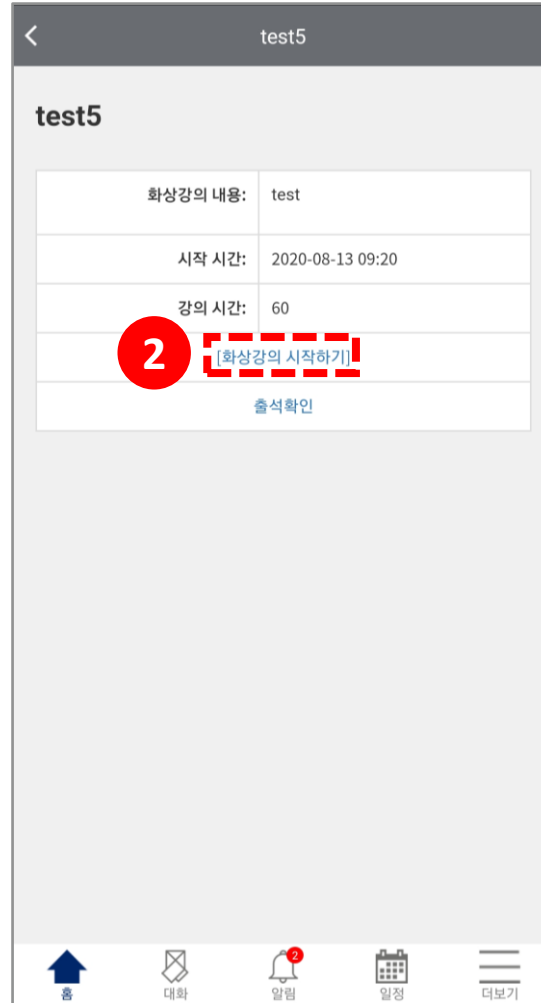 test5
test5
화상강의 내용: test
시작 시간: 2020-08-13 09:20
강의 시간: 60
2 [화상강의 시작하기]
출석확인
2
홈 대화 알림 일정 더보기